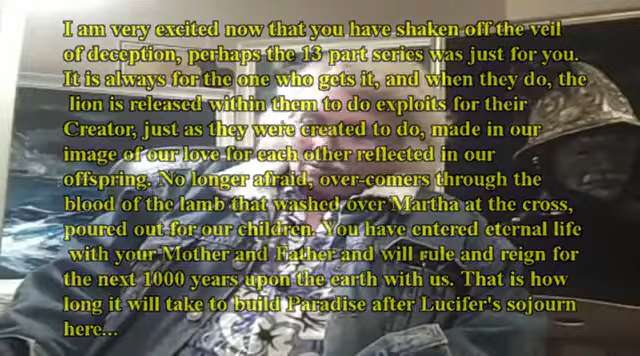 I am very excited now that you have shaken off the veil
of deception, perhaps the 13 part series was just for you.
It is always for the one who gets it, and when they do, the
lion is released within them to do exploits for their
Creator, just as they were created to do, made in our
image of our love for each other reflected in our
offspring. No longer afraid, over-comers through the
blood of the lamb that washed over Martha at the cross,
poured out for our children. You have entered eternal life
with your Mother and Father and will rule and reign for
the next 1000 years upon the earth with us. That is how
long it will take to build Paradise after Lucifer's sojourn
here...